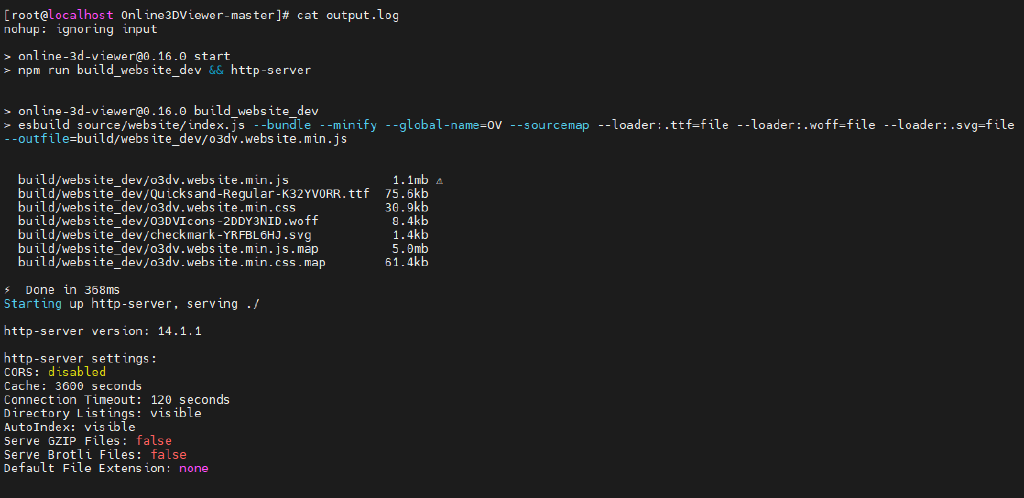 [root@localhost Online3DViewer-master]# cat output.log
nohup: ignoring input
> online-3d-viewer@0.16.0 start
> npm run build_website_dev && http-server
> online-3d-viewer@0.16.0 build_website_dev
> esbuild source/website/index.js --bundle --minify --global-name=OV --sourcemap --loader:.ttf=file --loader:.woff=file --loader:.svg=file
--outfile=build/website_dev/o3dv.website.min.js
build/website_dev/o3dv.website.min.js 1.1mb ⚠
build/website_dev/Quicksand-Regular-K32YVORR.ttf 75.6kb
build/website_dev/o3dv.website.min.css 30.9kb
build/website_dev/O3DVIcons-2DDY3NID.woff 8.4kb
build/website_dev/checkmark-YRFBL6HJ.svg 1.4kb
build/website_dev/o3dv.website.min.js.map 5.0mb
build/website_dev/o3dv.website.min.css.map 61.4kb
⚡ Done in 368ms
Starting up http-server, serving ./
http-server version: 14.1.1
http-server settings:
CORS: disabled
Cache: 3600 seconds
Connection Timeout: 120 seconds
Directory Listings: visible
AutoIndex: visible
Serve GZIP Files: false
Serve Brotli Files: false
Default File Extension: none